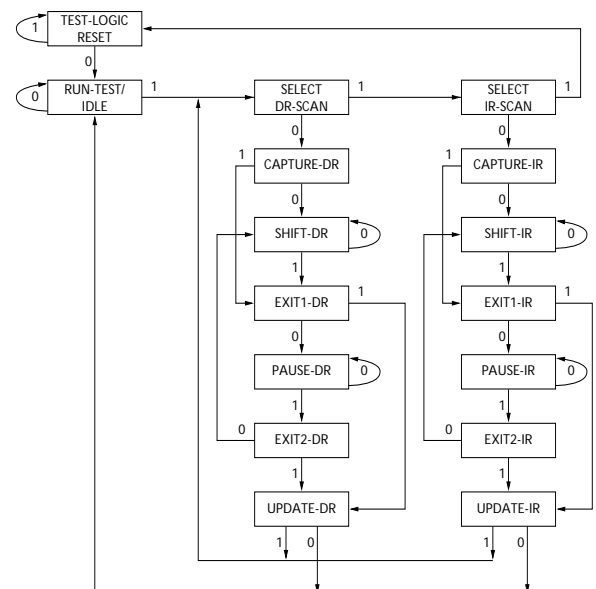 TEST-LOGIC
RESET
1
0
RUN-TEST/
IDLE
0
1
SELECT
DR-SCAN
1
SELECT
IR-SCAN
1
0
0
1
CAPTURE-DR
1
CAPTURE-IR
0
0
SHIFT-DR
0
SHIFT-IR
0
1
1
EXIT1-DR
1
EXIT1-IR
1
0
0
PAUSE-DR
0
PAUSE-IR
0
1
1
0
EXIT2-DR
0
EXIT2-IR
1
1
UPDATE-DR
UPDATE-IR
1
0
1
0